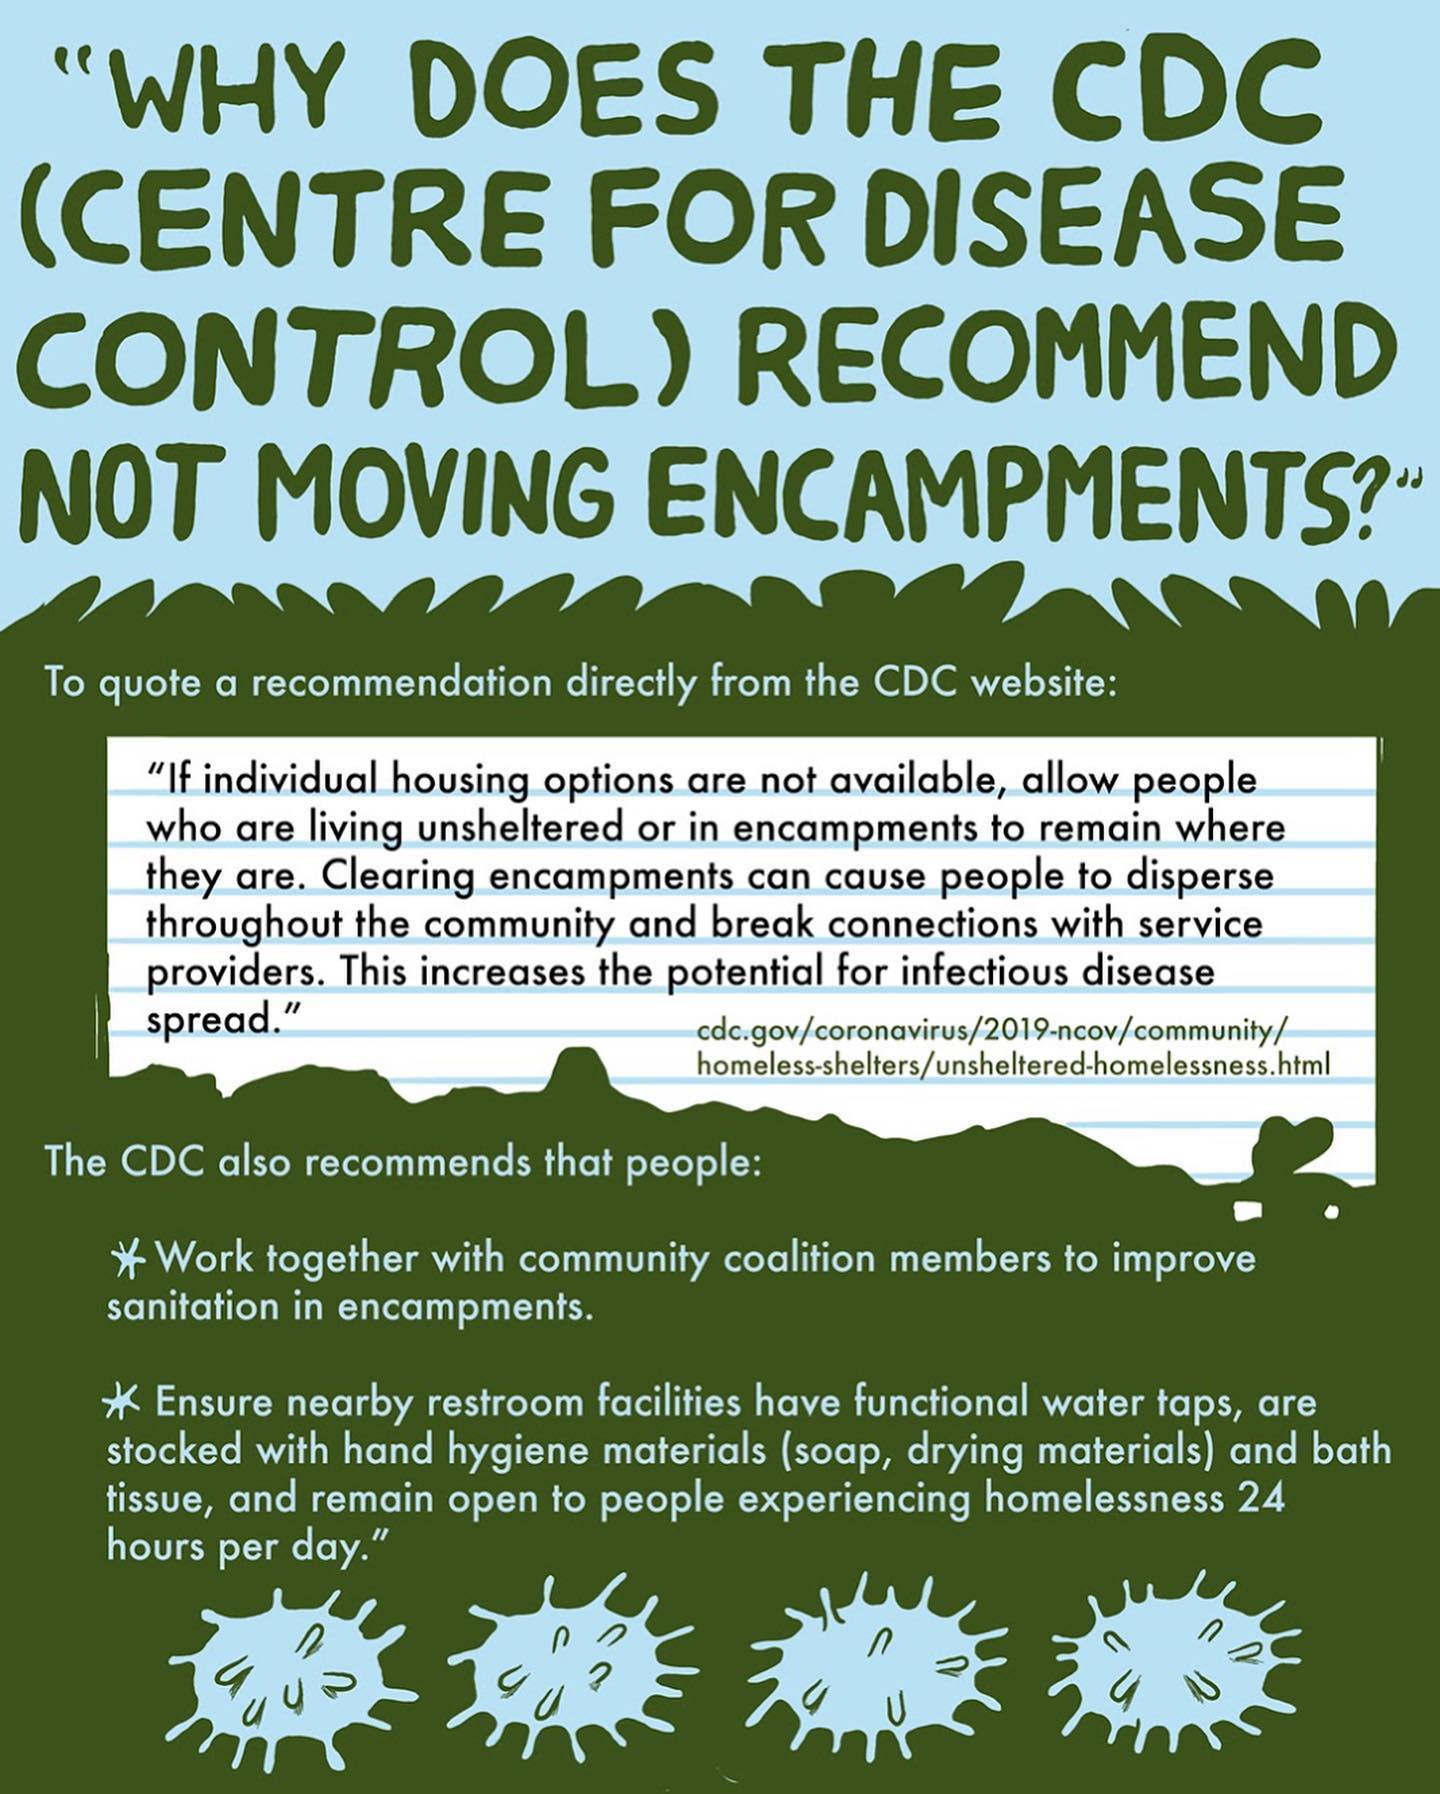 "WHY DOES THE CDC
(CENTRE FOR DISEASE
CONTROL) RECOMMEND
NOT MOVING ENCAMPMENTS?"
To quote a recommendation directly from the CDC website:
"If individual housing options are not available, allow people
who are living unsheltered or in encampments to remain where
they are. Clearing encampments can cause people to disperse
throughout the community and break connections with service
providers. This increases the potential for infectious disease
spread."
cdc.gov/coronavirus/2019-ncov/community/
homeless-shelters/unsheltered-homelessness.html
The CDC also recommends that people:
* Work together with community coalition members to improve
sanitation in encampments.
* Ensure nearby restroom facilities have functional water taps, are
stocked with hand hygiene materials (soap, drying materials) and bath
tissue, and remain open to people experiencing homelessness 24
hours per day."